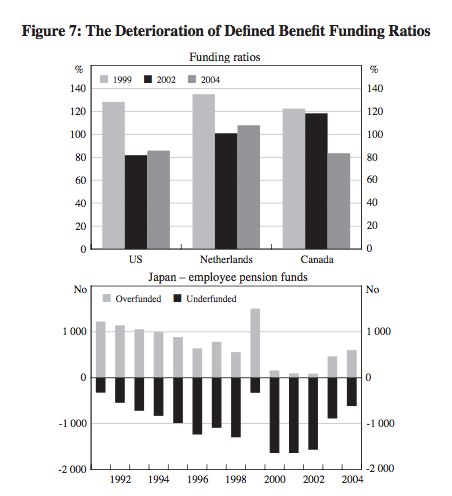 Figure 7: The Deterioration of Defined Benefit Funding Ratios
Funding ratios
% %
1999 2002 2004
140 140
120 120
100 100
80 80
60 60
40 40
20 20
0 0
US Netherlands Canada
Japan – employee pension funds
No No
Overfunded Underfunded
1 000 1 000
0 0
-1 000 -1 000
-2 000 -2 000
1992 1994 1996 1998 2000 2002 2004